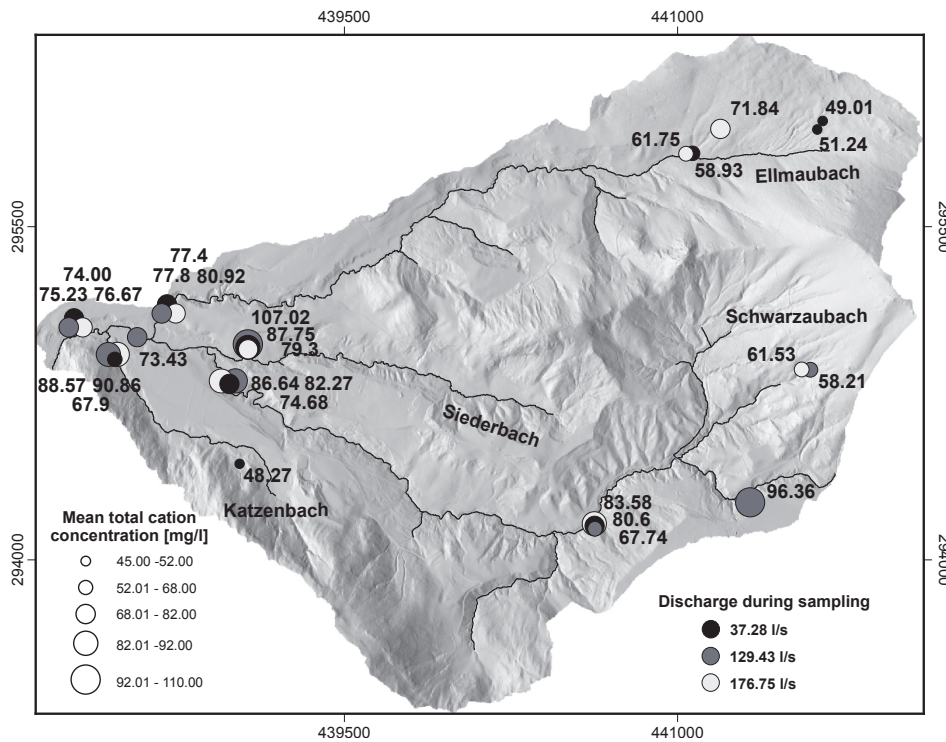 439500 441000
71.84 49.01
61.75 51.24
58.93
Ellmaubach
295500 295500
77.4
74.00 77.8 80.92
75.23 76.67
107.02
87.75
79.3
73.43
Schwarzaubach
61.53
58.21
88.57 90.86
67.9
86.64 82.27
74.68
Siederbach
48.27
Katzenbach
96.36
83.58
80.6
67.74
294000 294000
Mean total cation
concentration [mg/l]
45.00 -52.00
52.01 - 68.00
68.01 - 82.00
82.01 -92.00
92.01 - 110.00
Discharge during sampling
37.28 l/s
129.43 l/s
176.75 l/s
439500 441000